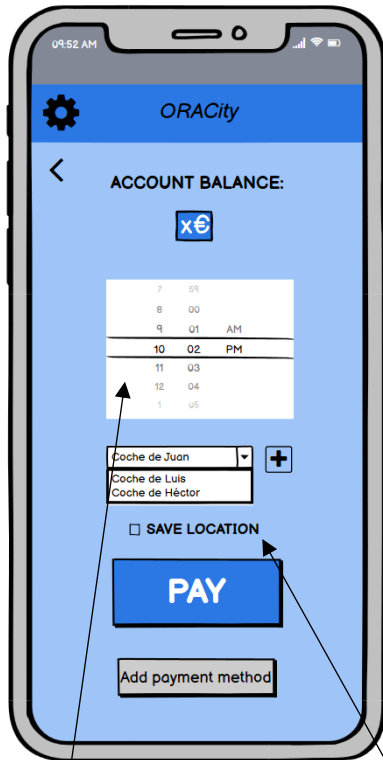 09:52 AM
ORACity
ACCOUNT BALANCE:
x€
7 59
8 00
9 01 AM
10 02 PM
11 03
12 04
1 05
Coche de Juan
Coche de Luis
Coche de Héctor
SAVE LOCATION
PAY
Add payment method